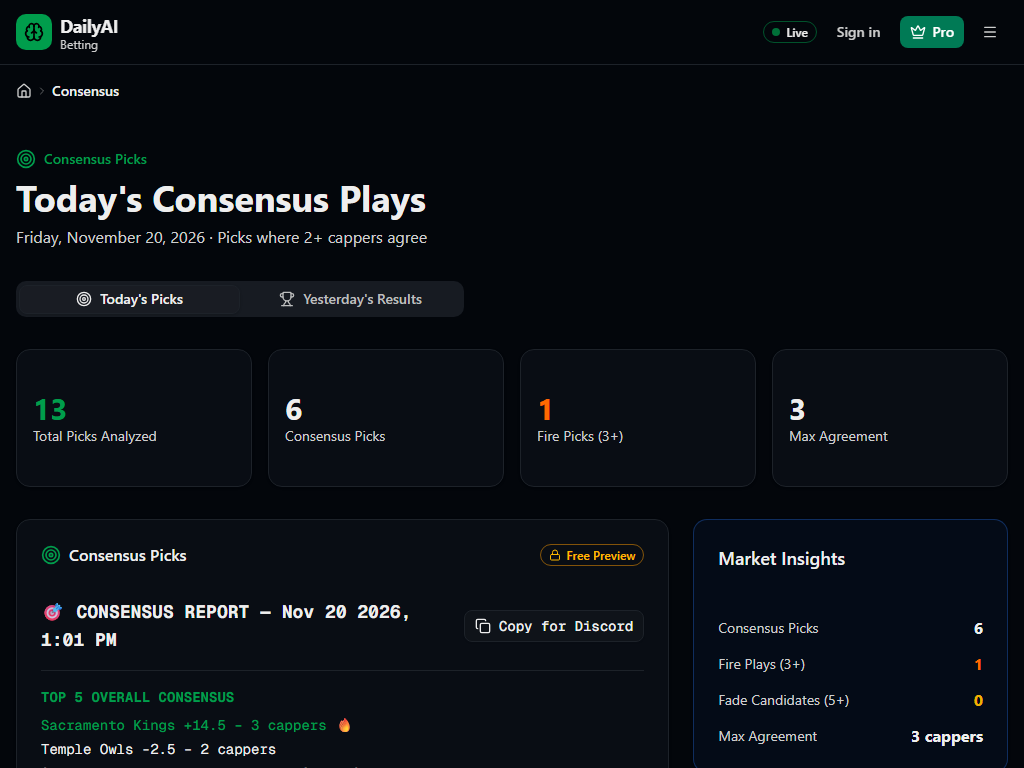 DailyAI
Betting
Live
Sign in
Pro
Consensus
Consensus Picks
Today's Consensus Plays
Friday, November 20, 2026 · Picks where 2+ cappers agree
Today's Picks
Yesterday's Results
13
Total Picks Analyzed
6
Consensus Picks
1
Fire Picks (3+)
3
Max Agreement
Consensus Picks
Free Preview
🎯 CONSENSUS REPORT — Nov 20 2026,
1:01 PM
Copy for Discord
TOP 5 OVERALL CONSENSUS
Sacramento Kings +14.5 – 3 cappers 🔥
Temple Owls -2.5 – 2 cappers
Market Insights
Consensus Picks 6
Fire Plays (3+) 1
Fade Candidates (5+) 0
Max Agreement 3 cappers